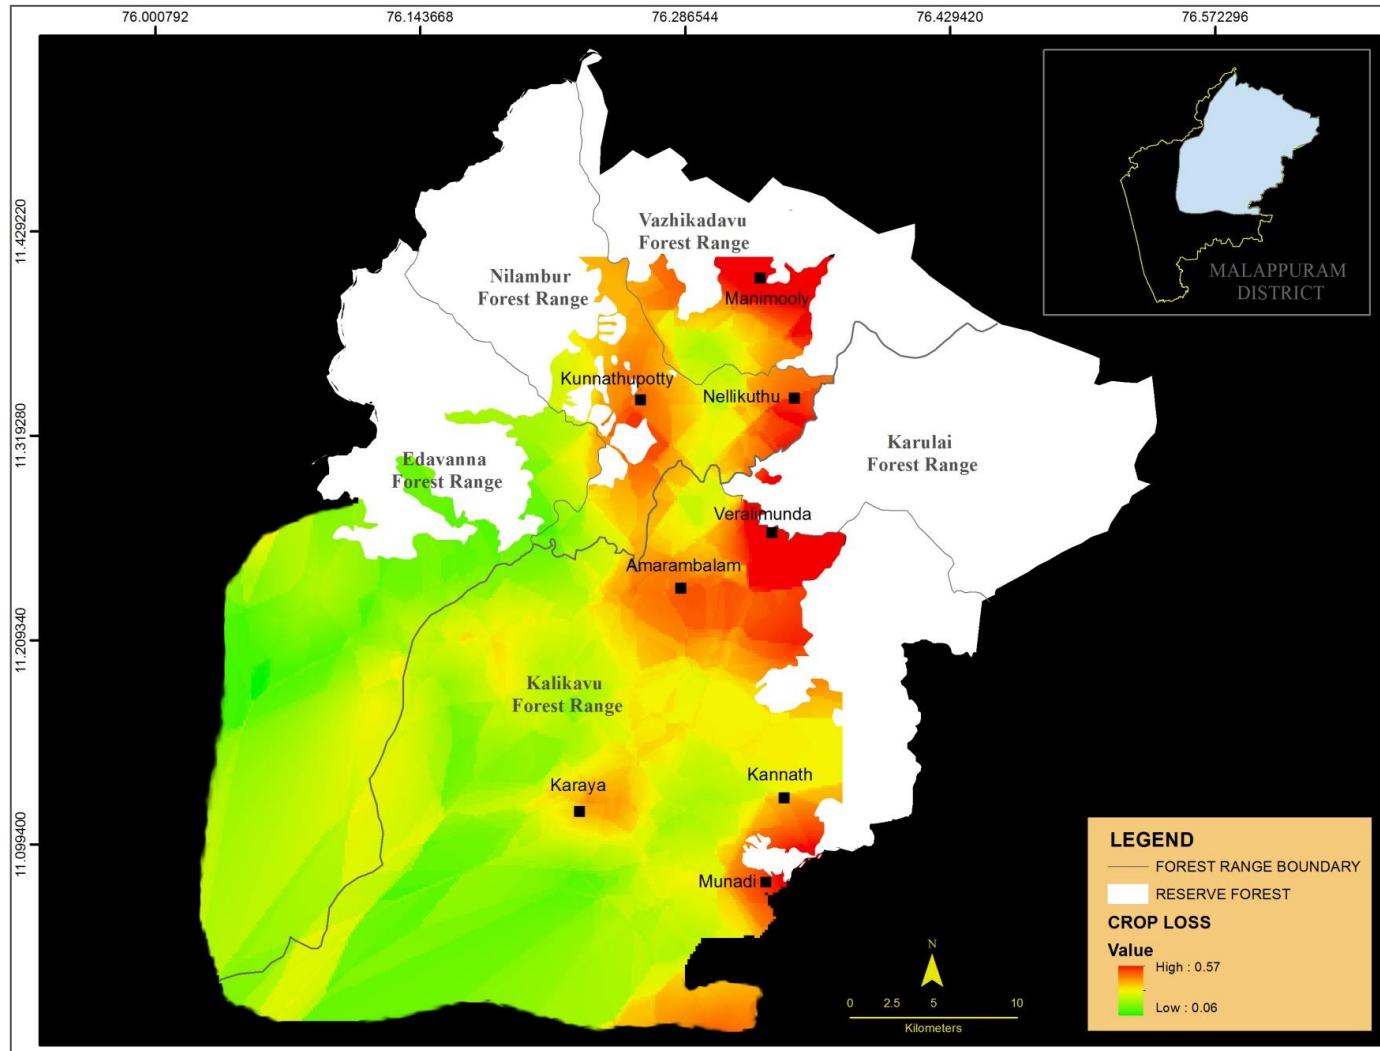 76.000792 76.143668 76.286544 76.429420 76.572296
11.429220
11.319280
11.209340
11.099400
MALAPPURAM
DISTRICT
Vazhikadavu
Forest Range
Nilambur
Forest Range
Manimooly
Kunnathupotty
Nellikuthu
Karulai
Forest Range
Edavanna
Forest Range
Veralimunda
Amarambalam
Kalikavu
Forest Range
Karaya
Kannath
Munadi
LEGEND
FOREST RANGE BOUNDARY
RESERVE FOREST
CROP LOSS
Value
High : 0.57
Low : 0.06
N
0 2.5 5 10
Kilometers